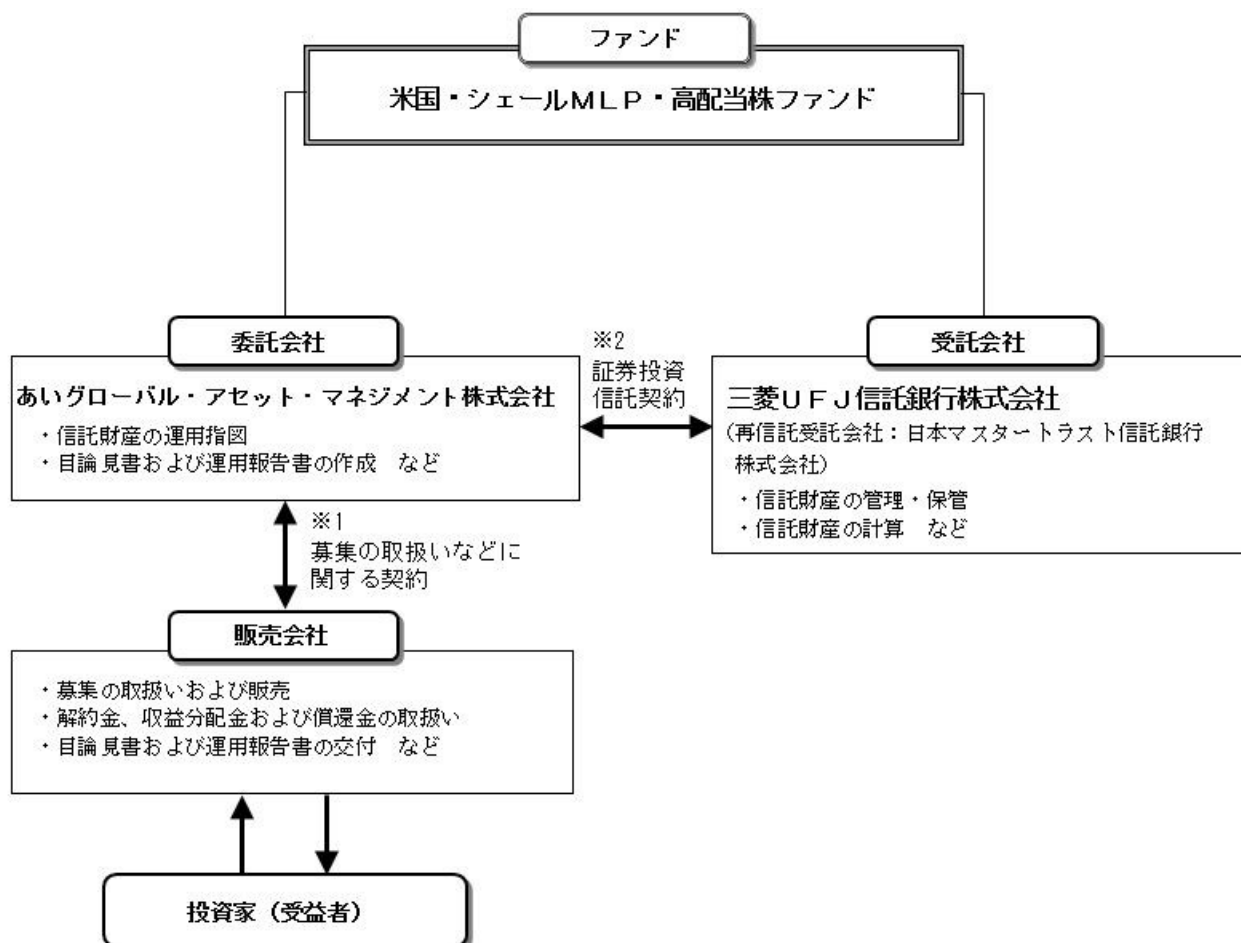 ファンド
米国・シェールＭＬＰ・高配当株ファンド
委託会社
あいグローバル・アセット・マネジメント株式会社
・信託財産の運用指図
・目論見書および運用報告書の作成　など
※2
証券投資
信託契約
受託会社
三菱ＵＦＪ信託銀行株式会社
(再信託受託会社：日本マスタートラスト信託銀行
株式会社)
・信託財産の管理・保管
・信託財産の計算　など
※1
募集の取扱いなどに
関する契約
販売会社
・募集の取扱いおよび販売
・解約金、収益分配金および償還金の取扱い
・目論見書および運用報告書の交付　など
投資家（受益者）